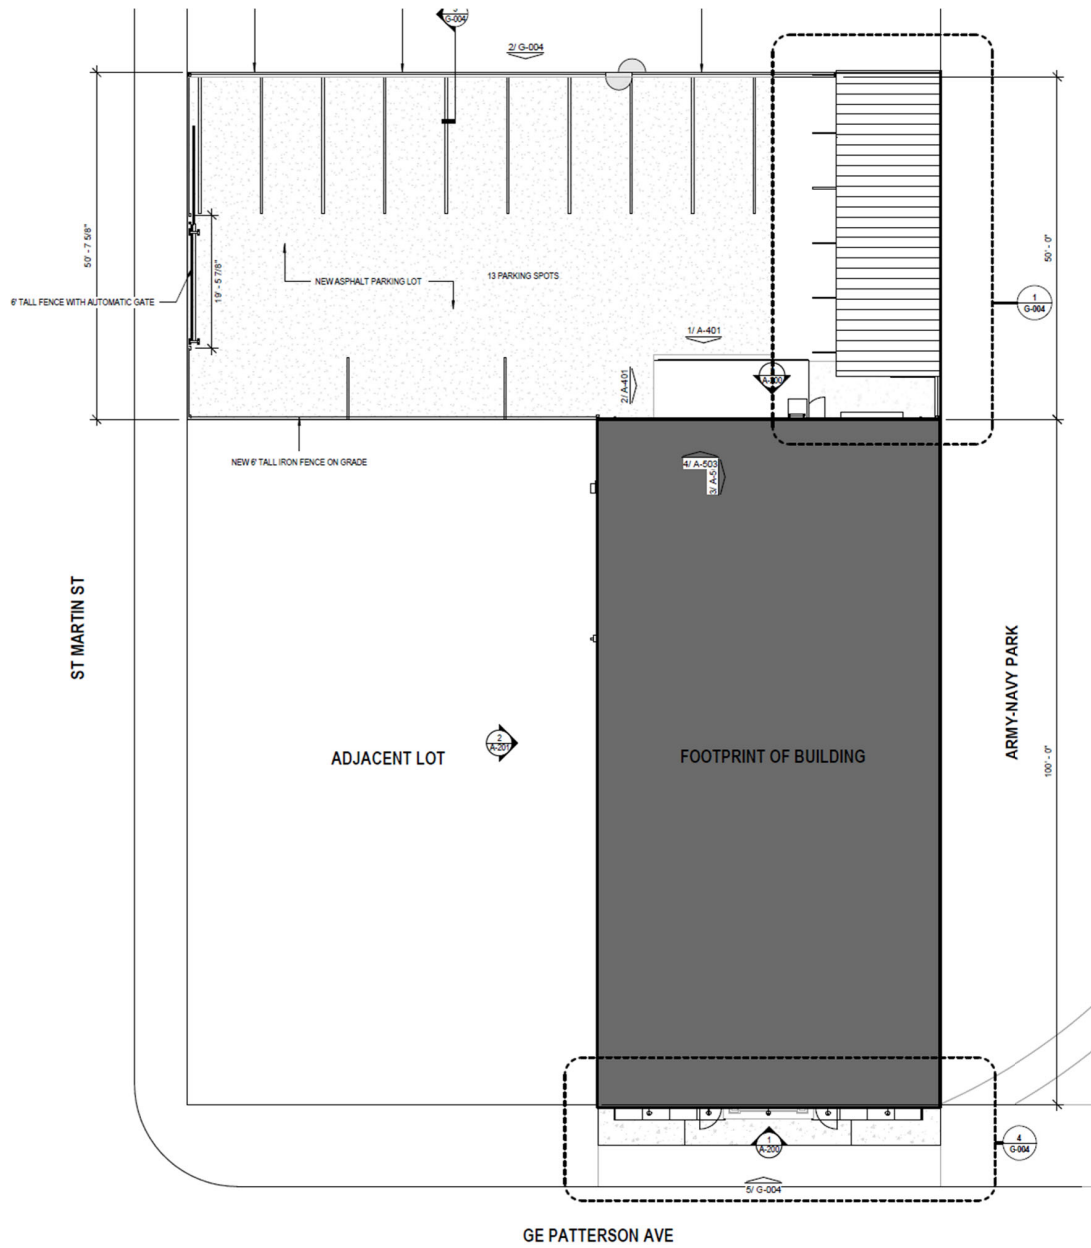 G-004
2/ G-004
50' - 7 5/8"
50' - 0"
19' - 5 7/8"
6' TALL FENCE WITH AUTOMATIC GATE
NEW ASPHALT PARKING LOT
13 PARKING SPOTS
1
G-004
1/ A-401
2/ A-401
NEW 6' TALL IRON FENCE ON GRADE
4/ A-503
ST MARTIN ST
ARMY-NAVY PARK
2
A-201
ADJACENT LOT
FOOTPRINT OF BUILDING
100' - 0"
1
A-200
4
G-004
5/ G-004
GE PATTERSON AVE